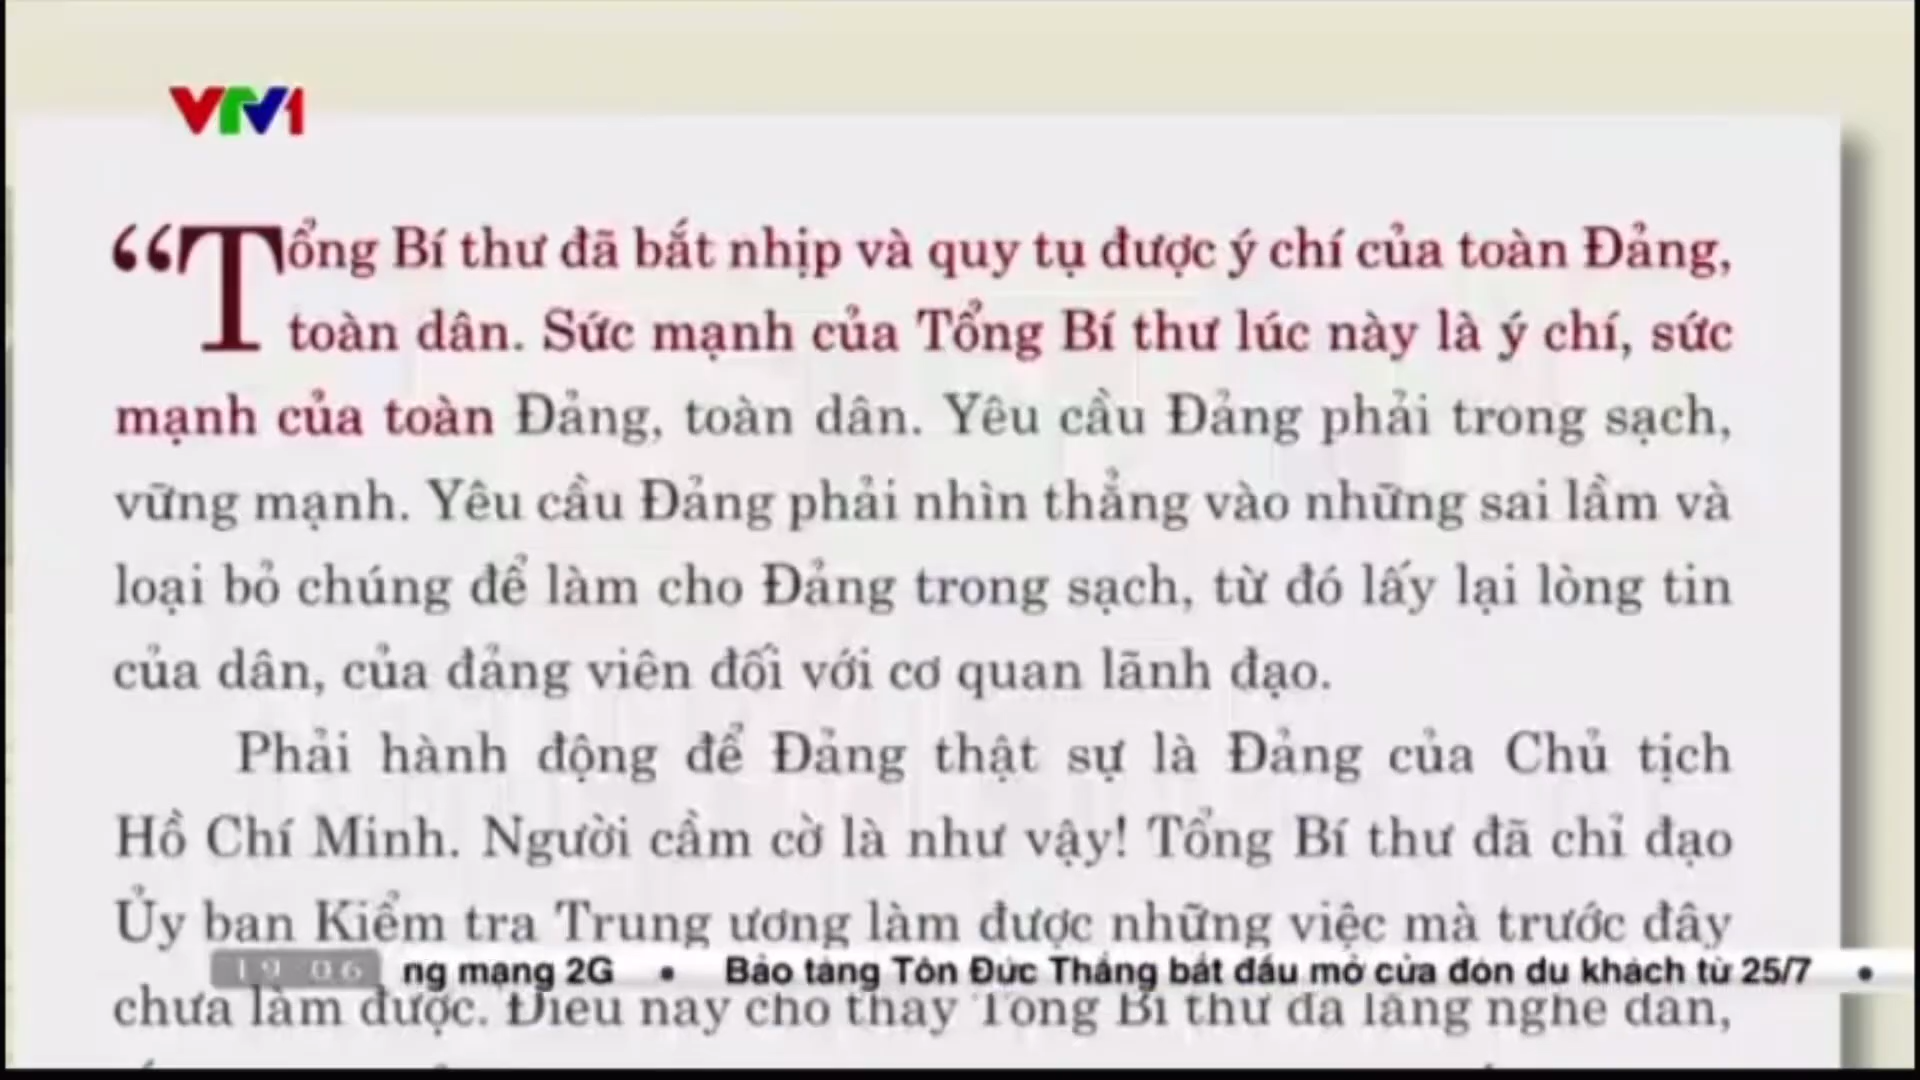 VTV1
“Tổng Bí thư đã bắt nhịp và quy tụ được ý chí của toàn Đảng,
toàn dân. Sức mạnh của Tổng Bí thư lúc này là ý chí, sức
mạnh của toàn Đảng, toàn dân. Yêu cầu Đảng phải trong sạch,
vững mạnh. Yêu cầu Đảng phải nhìn thẳng vào những sai lầm và
loại bỏ chúng để làm cho Đảng trong sạch, từ đó lấy lại lòng tin
của dân, của đảng viên đối với cơ quan lãnh đạo.
Phải hành động để Đảng thật sự là Đảng của Chủ tịch
Hồ Chí Minh. Người cầm cờ là như vậy! Tổng Bí thư đã chỉ đạo
Ủy ban Kiểm tra Trung ương làm được những việc mà trước đây
19 06 ng mạng 2G • Bảo tàng Tôn Đức Thắng bắt đầu mở cửa đón du khách từ 25/7 •
chưa làm được. Điều này cho thấy Tổng Bí thư đã lắng nghe dân,